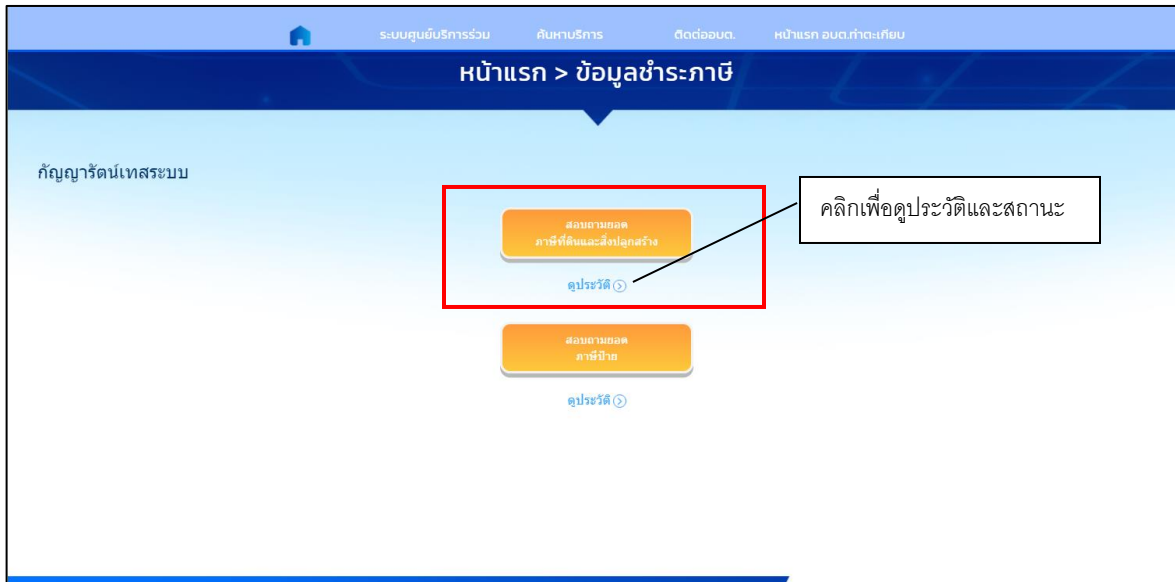 ระบบศูนย์บริการร่วม ค้นหาบริการ ติดต่ออบต. หน้าแรก อบต.ท่าตะเกียบ
หน้าแรก > ข้อมูลชำระภาษี
กัญญารัตน์เทสระบบ
คลิกเพื่อดูประวัติและสถานะ
สอบถามยอด
ภาษีที่ดินและสิ่งปลูกสร้าง
ดูประวัติ
สอบถามยอด
ภาษีป้าย
ดูประวัติ